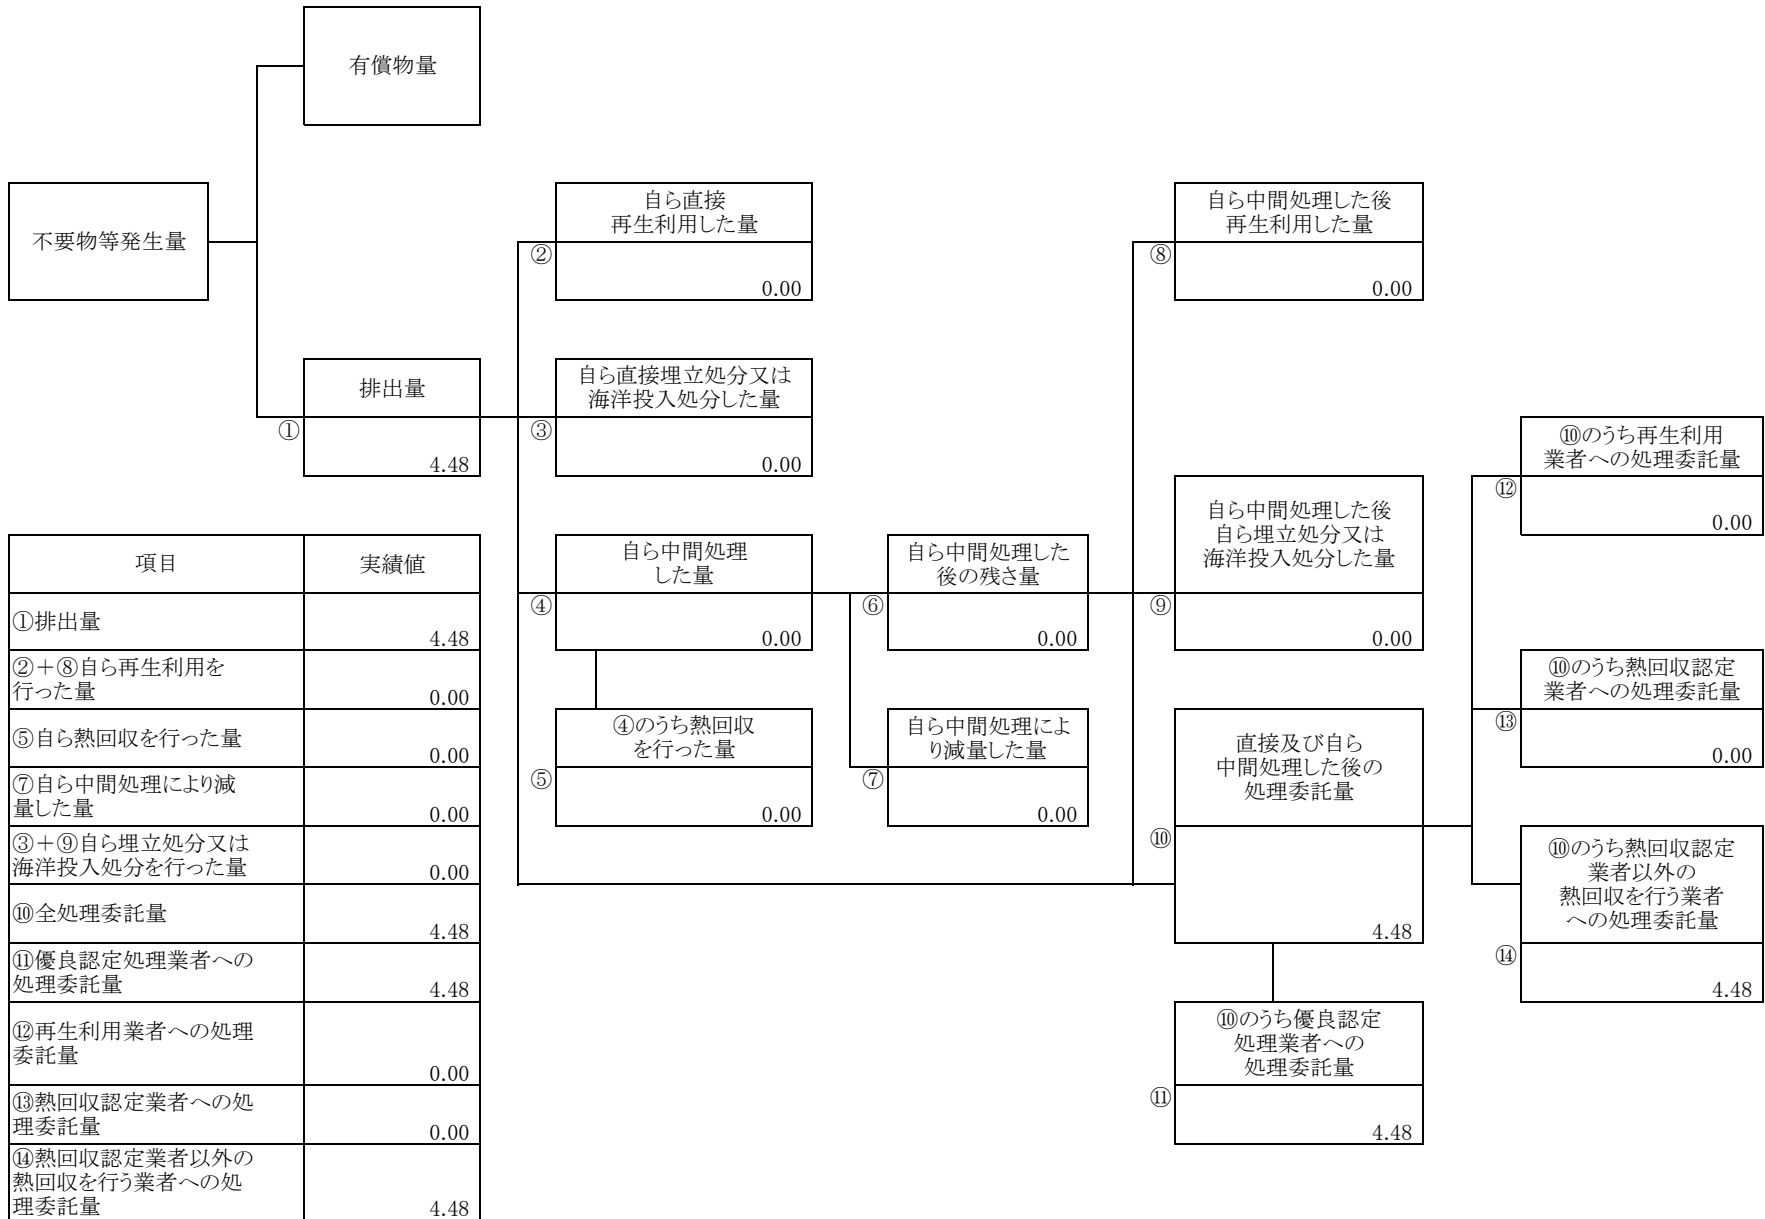 有償物量
不要物等発生量
自ら直接
再生利用した量
②
0.00
自ら中間処理した後
再生利用した量
⑧
0.00
排出量
①
4.48
自ら直接埋立処分又は
海洋投入処分した量
③
0.00
⑩のうち再生利用
業者への処理委託量
⑫
0.00
自ら中間処理した後
自ら埋立処分又は
海洋投入処分した量
⑨
0.00
自ら中間処理
した量
④
0.00
自ら中間処理した
後の残さ量
⑥
0.00
⑩のうち熱回収認定
業者への処理委託量
⑬
0.00
④のうち熱回収
を行った量
⑤
0.00
自ら中間処理によ
り減量した量
⑦
0.00
直接及び自ら
中間処理した後の
処理委託量
⑩
4.48
⑩のうち熱回収認定
業者以外の
熱回収を行う業者
への処理委託量
⑭
4.48
⑩のうち優良認定
処理業者への
処理委託量
⑪
4.48
項目 実績値
①排出量
4.48
②＋⑧自ら再生利用を
行った量
0.00
⑤自ら熱回収を行った量
0.00
⑦自ら中間処理により減
量した量
0.00
③＋⑨自ら埋立処分又は
海洋投入処分を行った量
0.00
⑩全処理委託量
4.48
⑪優良認定処理業者への
処理委託量
4.48
⑫再生利用業者への処理
委託量
0.00
⑬熱回収認定業者への処
理委託量
0.00
⑭熱回収認定業者以外の
熱回収を行う業者への処
理委託量
4.48